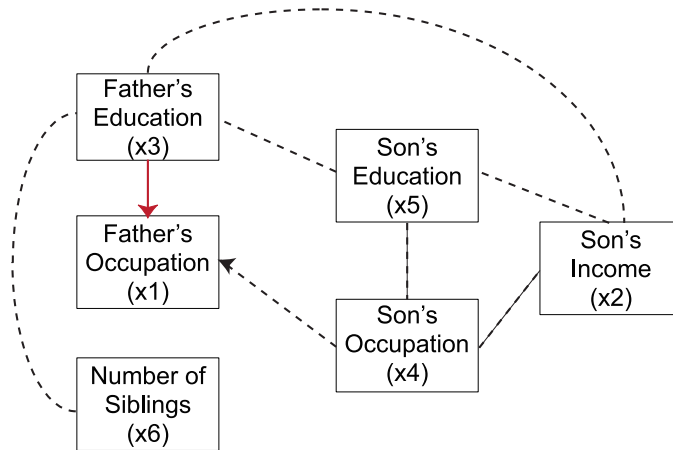 Father's
Education
(x3)
Son's
Education
(x5)
Father's
Occupation
(x1)
Son's
Income
(x2)
Son's
Occupation
(x4)
Number of
Siblings
(x6)